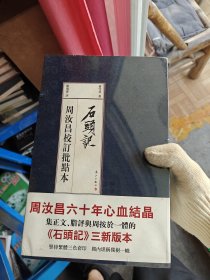 石頭記
周汝昌校訂批點本
周汝昌六十年心血結晶
集正文、脂評與周按於一體的
《石頭記》三新版本